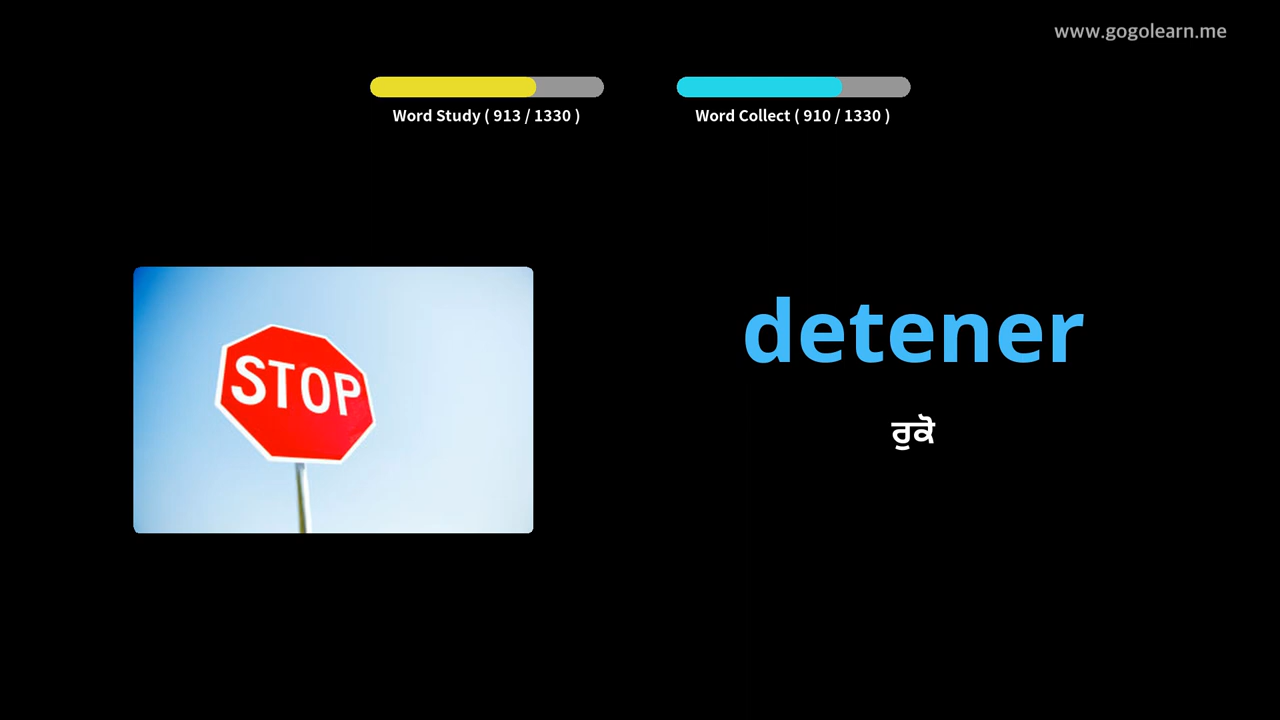 www.gogolearn.me
Word Study ( 913 / 1330 )
Word Collect ( 910 / 1330 )
STOP
detener
ਰੁਕੋ